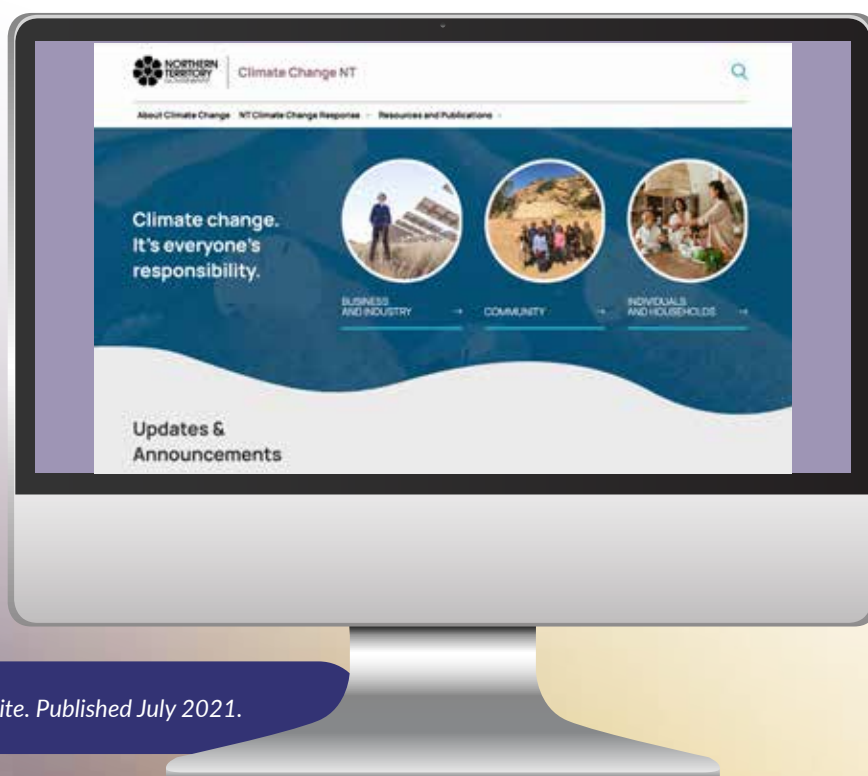 NORTHERN
TERRITORY
GOVERNMENT
Climate Change NT
About Climate Change NT Climate Change Response Resources and Publications
Climate change.
It's everyone's
responsibility.
BUSINESS
AND INDUSTRY →
COMMUNITY →
INDIVIDUALS
AND HOUSEHOLDS →
Updates &
Announcements
ite. Published July 2021.